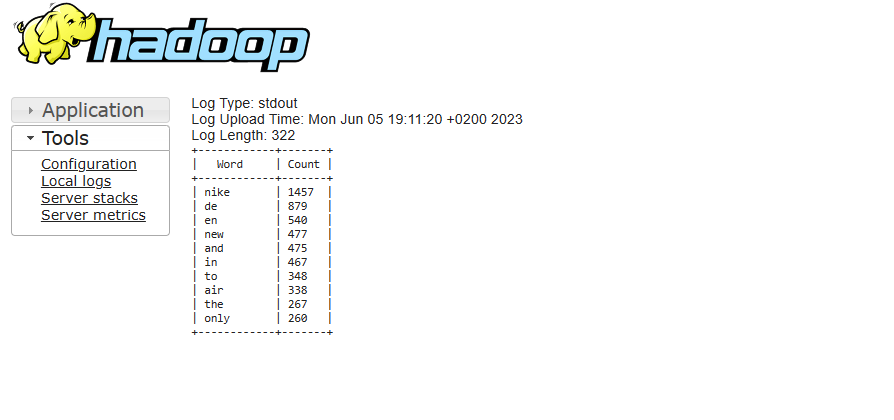 hadoop
Application
Tools
Configuration
Local logs
Server stacks
Server metrics
Log Type: stdout
Log Upload Time: Mon Jun 05 19:11:20 +0200 2023
Log Length: 322
+------------+-------+
|   Word     | Count |
+------------+-------+
| nike       | 1457  |
| de         | 879   |
| en         | 540   |
| new        | 477   |
| and        | 475   |
| in         | 467   |
| to         | 348   |
| air        | 338   |
| the        | 267   |
| only       | 260   |
+------------+-------+